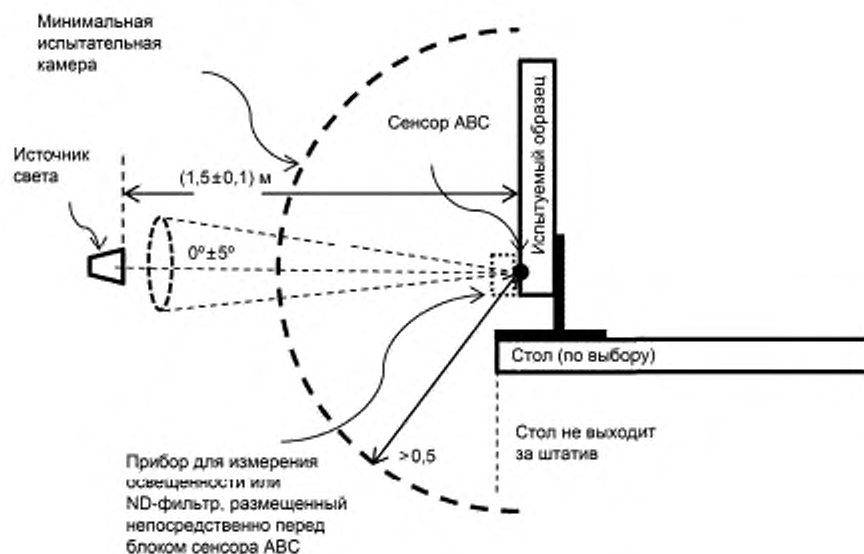 Минимальная
испытательная
камера
Сенсор ABC
Испытуемый образец
Источник
света
(1,5±0,1) м
0º±5º
Стол (по выбору)
>0,5
Стол не выходит
за штатив
Прибор для измерения
освещенности или
ND-фильтр, размещенный
непосредственно перед
блоком сенсора ABC